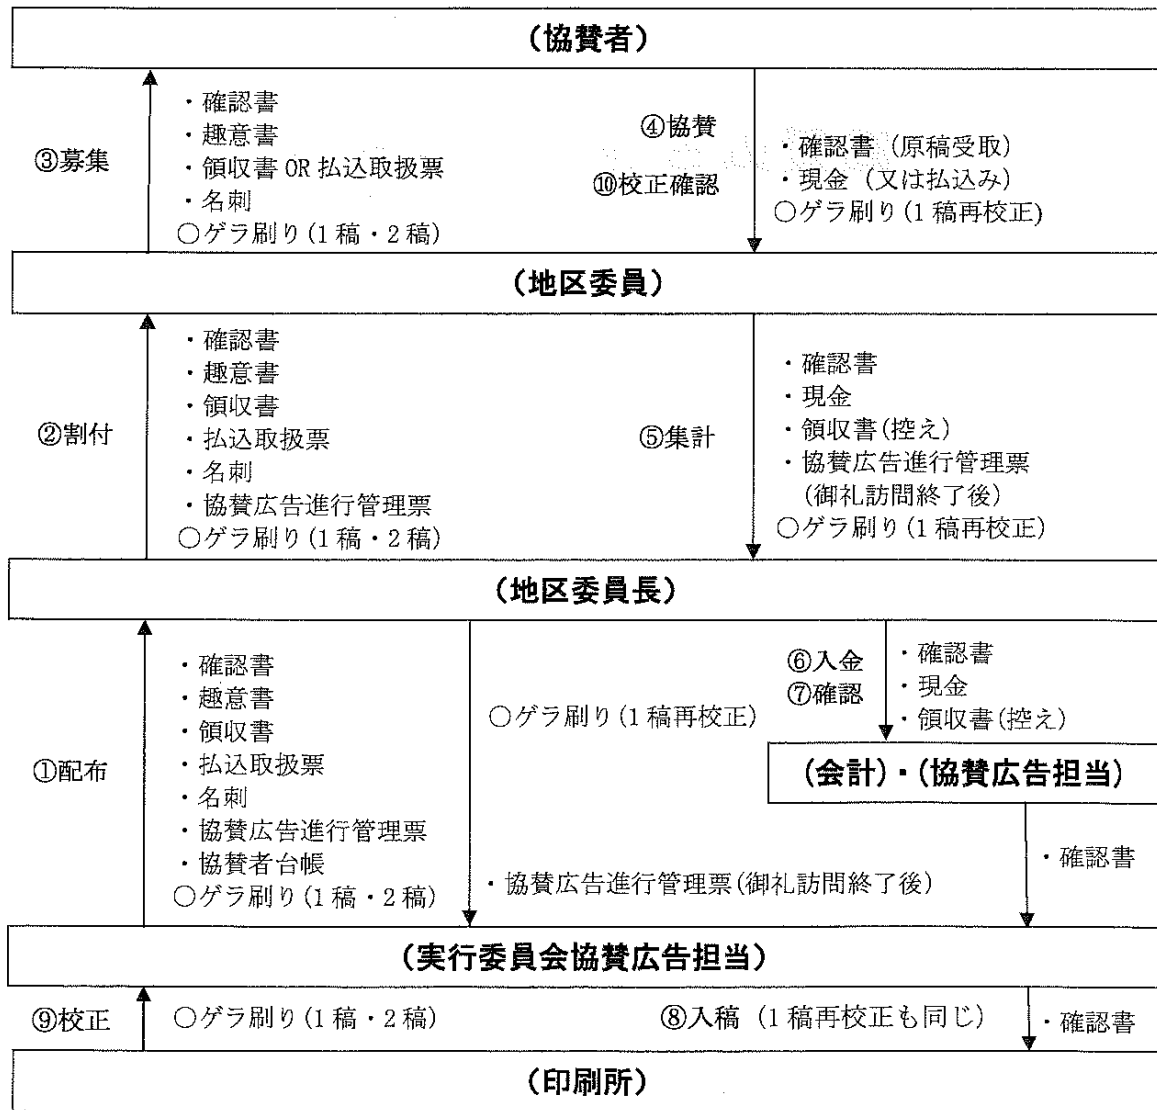 (協賛者)
③募集
・確認書
・趣意書
・領収書 OR 払込取扱票
・名刺
○ゲラ刷り(1稿・2稿)
④協賛
⑩校正確認
・確認書(原稿受取)
・現金(又は払込み)
○ゲラ刷り(1稿再校正)
(地区委員)
②割付
・確認書
・趣意書
・領収書
・払込取扱票
・名刺
・協賛広告進行管理票
○ゲラ刷り(1稿・2稿)
⑤集計
・確認書
・現金
・領収書(控え)
・協賛広告進行管理票
(御礼訪問終了後)
○ゲラ刷り(1稿再校正)
(地区委員長)
①配布
・確認書
・趣意書
・領収書
・払込取扱票
・名刺
・協賛広告進行管理票
・協賛者台帳
○ゲラ刷り(1稿・2稿)
○ゲラ刷り(1稿再校正)
・協賛広告進行管理票(御礼訪問終了後)
⑥入金
⑦確認
・確認書
・現金
・領収書(控え)
(会計)・(協賛広告担当)
・確認書
(実行委員会協賛広告担当)
⑨校正
○ゲラ刷り(1稿・2稿)
⑧入稿(1稿再校正も同じ)
・確認書
(印刷所)